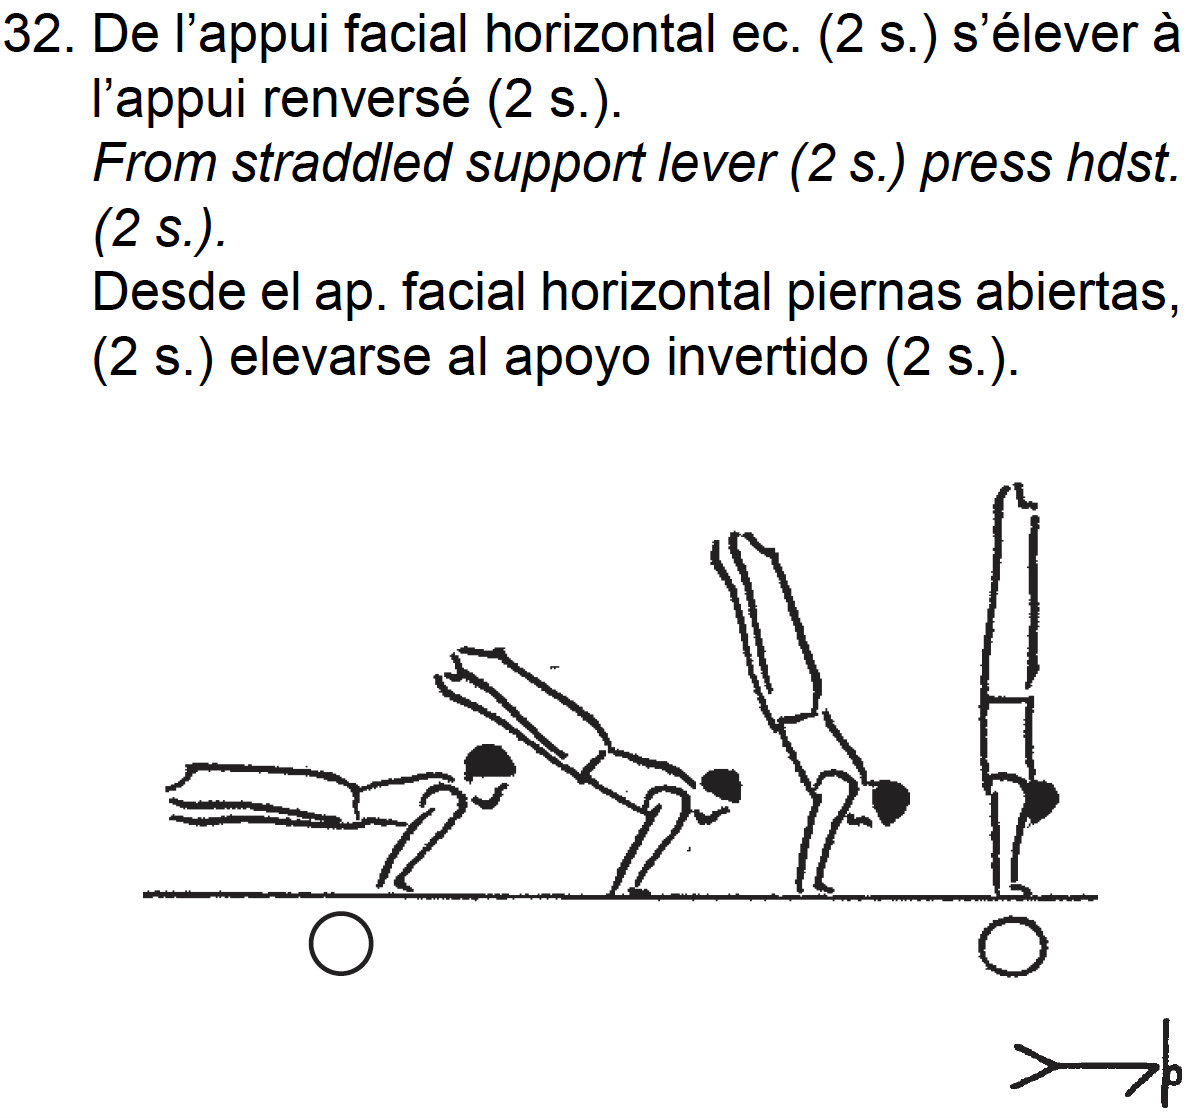 32. De l’appui facial horizontal ec. (2 s.) s’élever à
l’appui renversé (2 s.).
From straddled support lever (2 s.) press hdst.
(2 s.).
Desde el ap. facial horizontal piernas abiertas,
(2 s.) elevarse al apoyo invertido (2 s.).